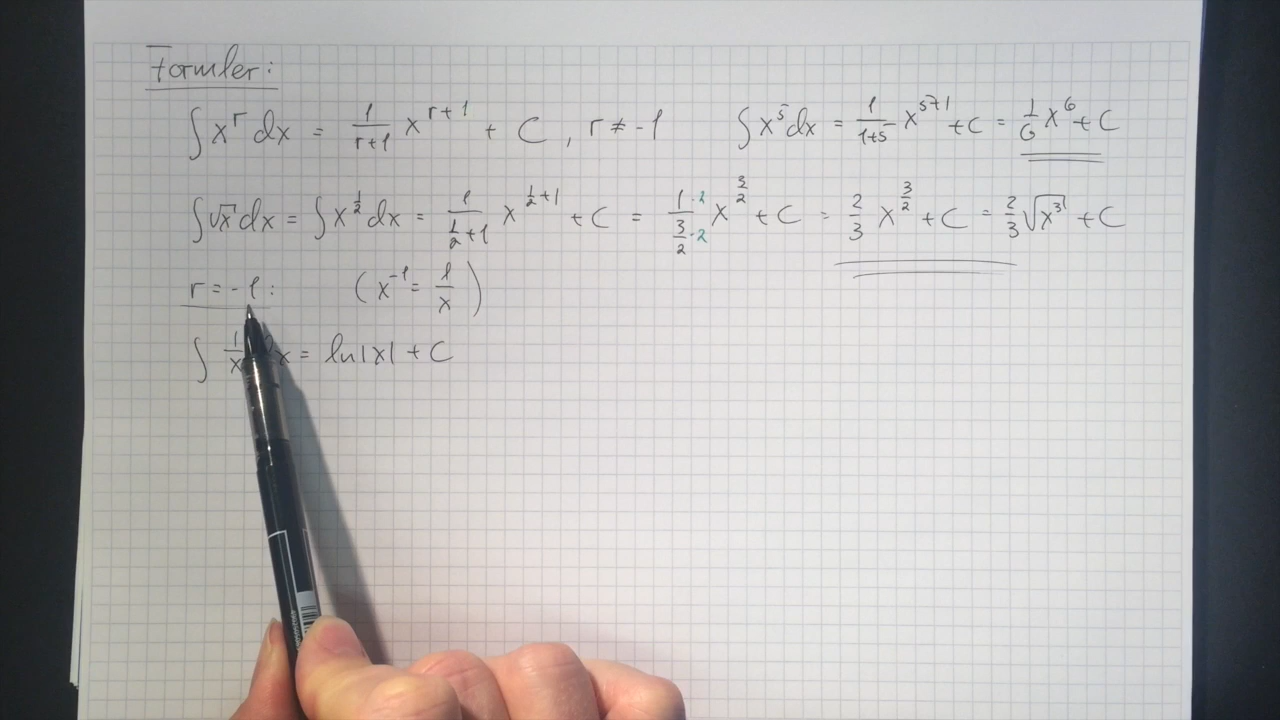 Formler:
∫ x^r dx = 1/(r+1) x^(r+1) + C , r ≠ -1 ∫ x^5 dx = 1/(1+5) x^(5+1) + C = 1/6 x^6 + C
∫ √x dx = ∫ x^(1/2) dx = 1/(1/2+1) x^(1/2+1) + C = (1·2)/(3/2·2) x^(3/2) + C = 2/3 x^(3/2) + C = 2/3 √x^3 + C
r = -1: (x^-1 = 1/x)
∫ 1/x dx = ln|x| + C